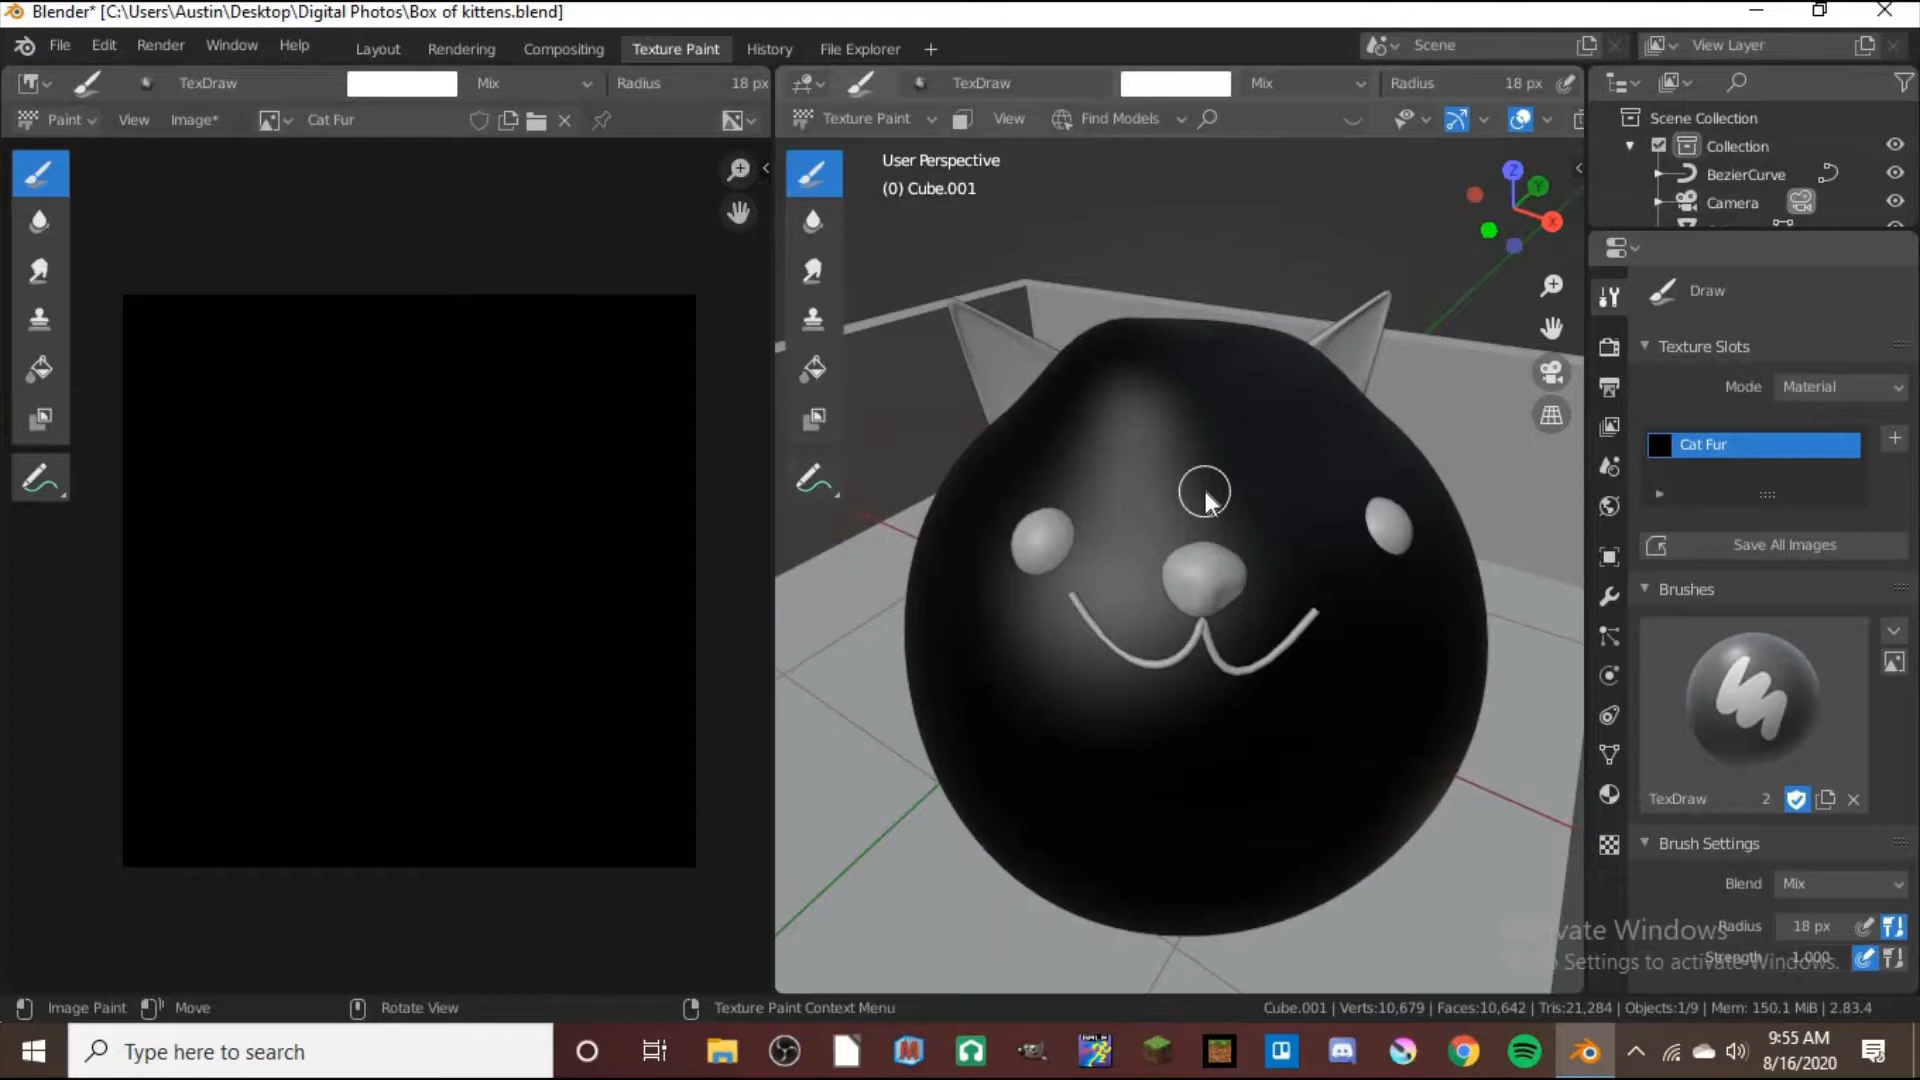 Blender* [C:\Users\Austin\Desktop\Digital Photos\Box of kittens.blend]
File Edit Render Window Help Layout Rendering Compositing Texture Paint History File Explorer + Scene View Layer
TexDraw Mix Radius 18 px TexDraw Mix Radius 18 px
Paint View Image* Cat Fur Texture Paint View Find Models
Scene Collection
Collection
BezierCurve
Camera
User Perspective
(0) Cube.001
Z
Y
X
Draw
Texture Slots
Mode Material
Cat Fur
Save All Images
Brushes
TexDraw 2
Brush Settings
Blend Mix
Radius 18 px
Strength 1.000
Activate Windows
Settings to activate Windows.
Image Paint Move Rotate View Texture Paint Context Menu Cube.001 | Verts:10,679 | Faces:10,642 | Tris:21,284 | Objects:1/9 | Mem: 150.1 MiB | 2.83.4
Type here to search
9:55 AM
8/16/2020